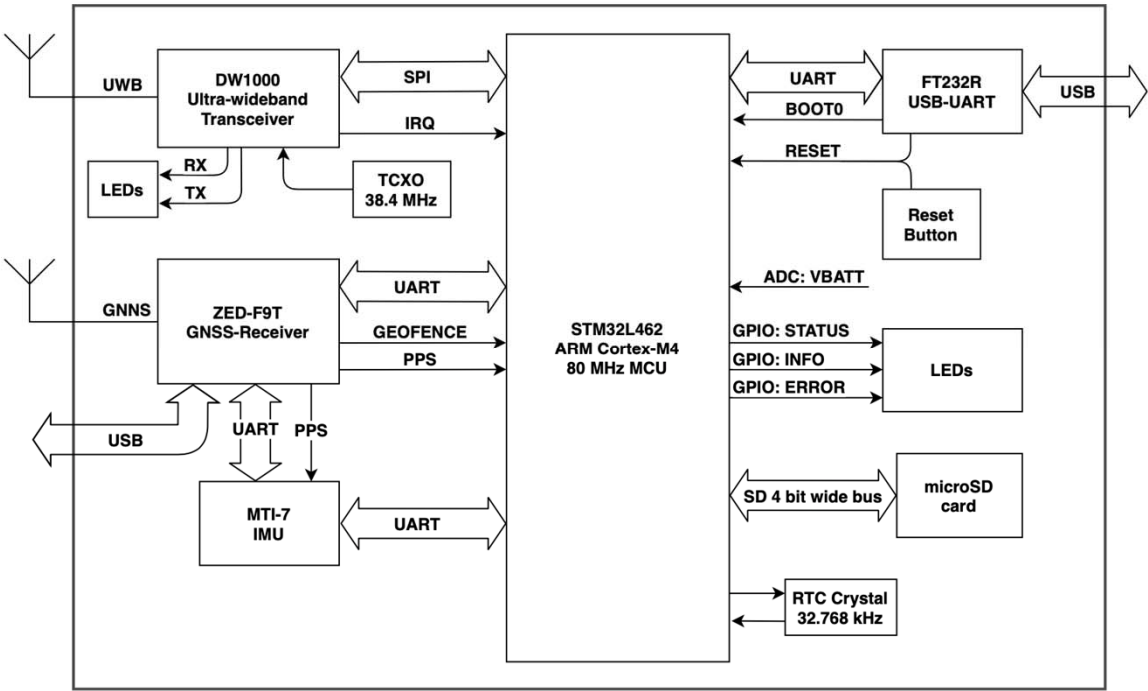 UWB
DW1000
Ultra-wideband
Transceiver
SPI
IRQ
RX
TX
LEDs
TCXO
38.4 MHz
GNNS
ZED-F9T
GNSS-Receiver
UART
GEOFENCE
PPS
USB
UART
PPS
MTI-7
IMU
UART
STM32L462
ARM Cortex-M4
80 MHz MCU
UART
BOOT0
RESET
FT232R
USB-UART
USB
Reset
Button
ADC: VBATT
GPIO: STATUS
GPIO: INFO
GPIO: ERROR
LEDs
SD 4 bit wide bus
microSD
card
RTC Crystal
32.768 kHz